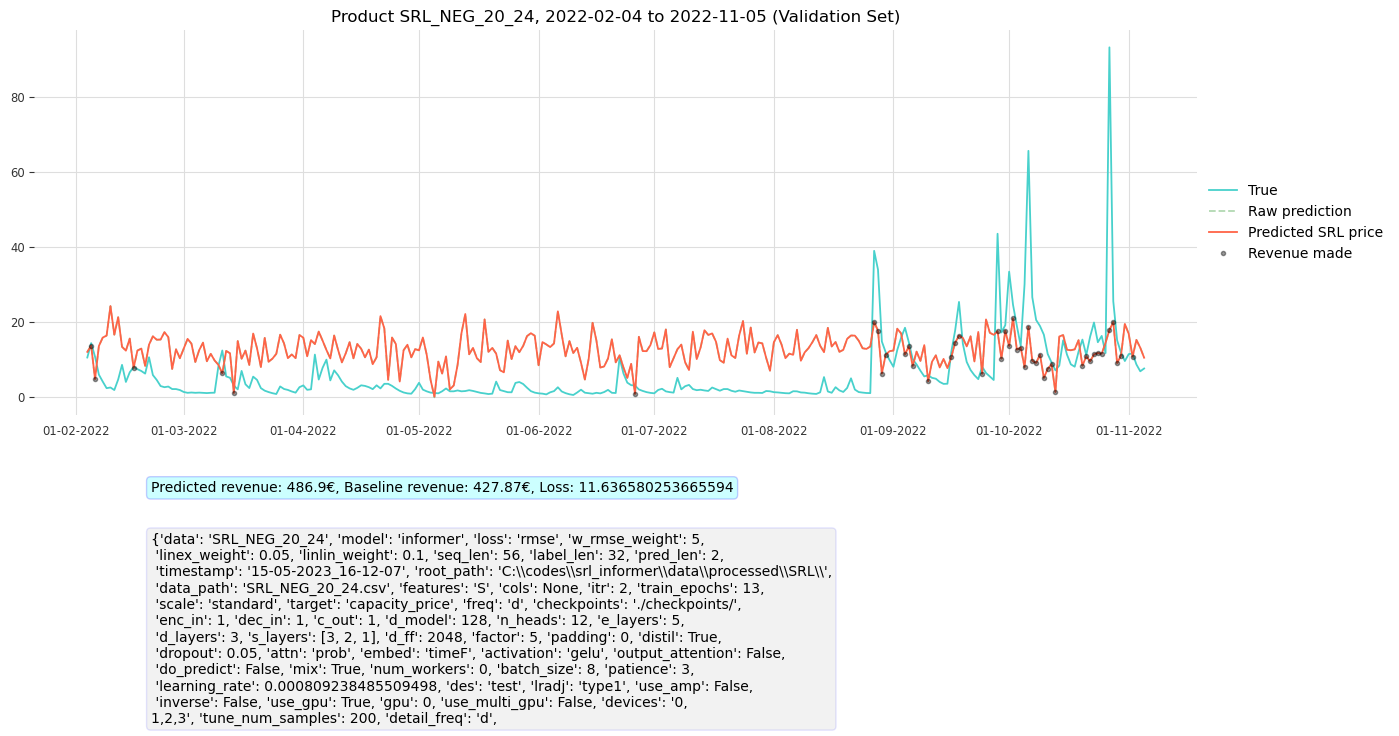 Product SRL_NEG_20_24, 2022-02-04 to 2022-11-05 (Validation Set)
80
60
40
20
0
01-02-2022 01-03-2022 01-04-2022 01-05-2022 01-06-2022 01-07-2022 01-08-2022 01-09-2022 01-10-2022 01-11-2022
True
Raw prediction
Predicted SRL price
Revenue made
Predicted revenue: 486.9€, Baseline revenue: 427.87€, Loss: 11.636580253665594
{'data': 'SRL_NEG_20_24', 'model': 'informer', 'loss': 'rmse', 'w_rmse_weight': 5,
'linex_weight': 0.05, 'linlin_weight': 0.1, 'seq_len': 56, 'label_len': 32, 'pred_len': 2,
'timestamp': '15-05-2023_16-12-07', 'root_path': 'C:\\codes\\srl_informer\\data\\processed\\SRL\\',
'data_path': 'SRL_NEG_20_24.csv', 'features': 'S', 'cols': None, 'itr': 2, 'train_epochs': 13,
'scale': 'standard', 'target': 'capacity_price', 'freq': 'd', 'checkpoints': './checkpoints/',
'enc_in': 1, 'dec_in': 1, 'c_out': 1, 'd_model': 128, 'n_heads': 12, 'e_layers': 5,
'd_layers': 3, 's_layers': [3, 2, 1], 'd_ff': 2048, 'factor': 5, 'padding': 0, 'distil': True,
'dropout': 0.05, 'attn': 'prob', 'embed': 'timeF', 'activation': 'gelu', 'output_attention': False,
'do_predict': False, 'mix': True, 'num_workers': 0, 'batch_size': 8, 'patience': 3,
'learning_rate': 0.000809238485509498, 'des': 'test', 'lradj': 'type1', 'use_amp': False,
'inverse': False, 'use_gpu': True, 'gpu': 0, 'use_multi_gpu': False, 'devices': '0,
1,2,3', 'tune_num_samples': 200, 'detail_freq': 'd',